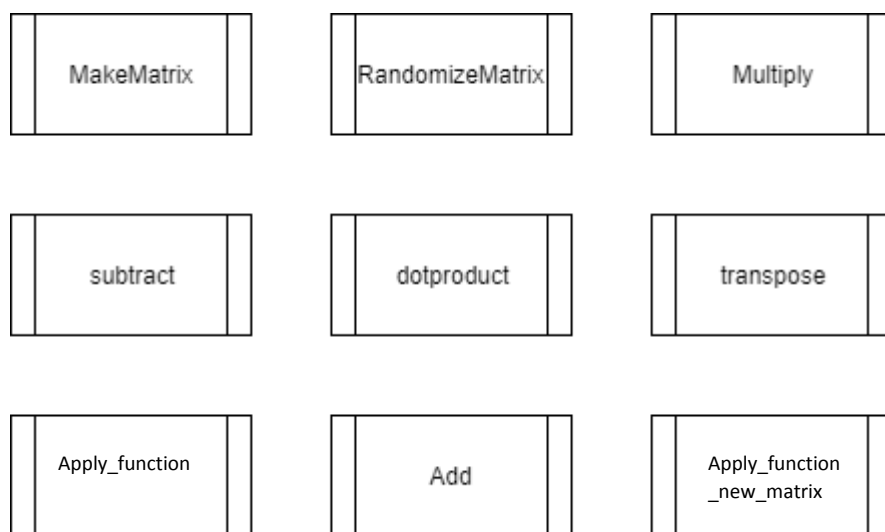 MakeMatrix
RandomizeMatrix
Multiply
subtract
dotproduct
transpose
Apply_function
Add
Apply_function
_new_matrix